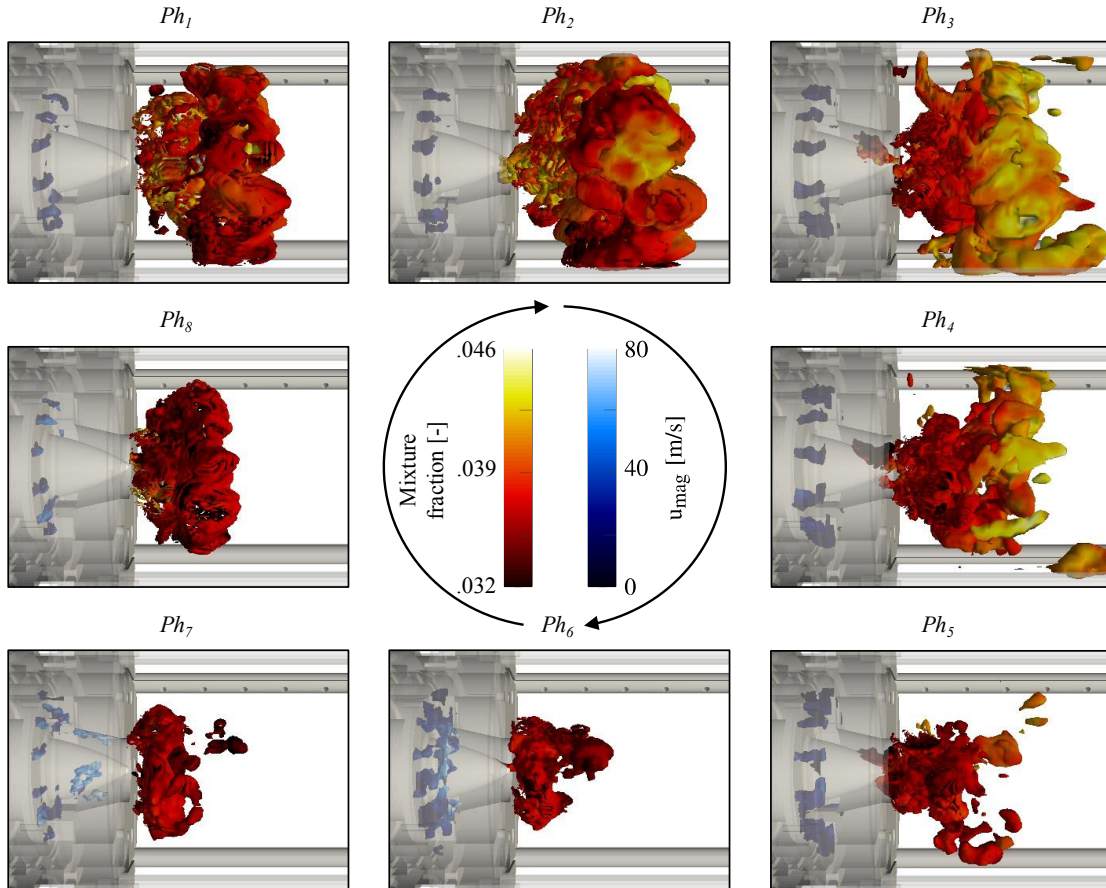 Ph1
Ph2
Ph3
Ph8
Ph4
.046
.039
.032
Mixture
fraction [-]
80
40
0
umag [m/s]
Ph7
Ph6
Ph5